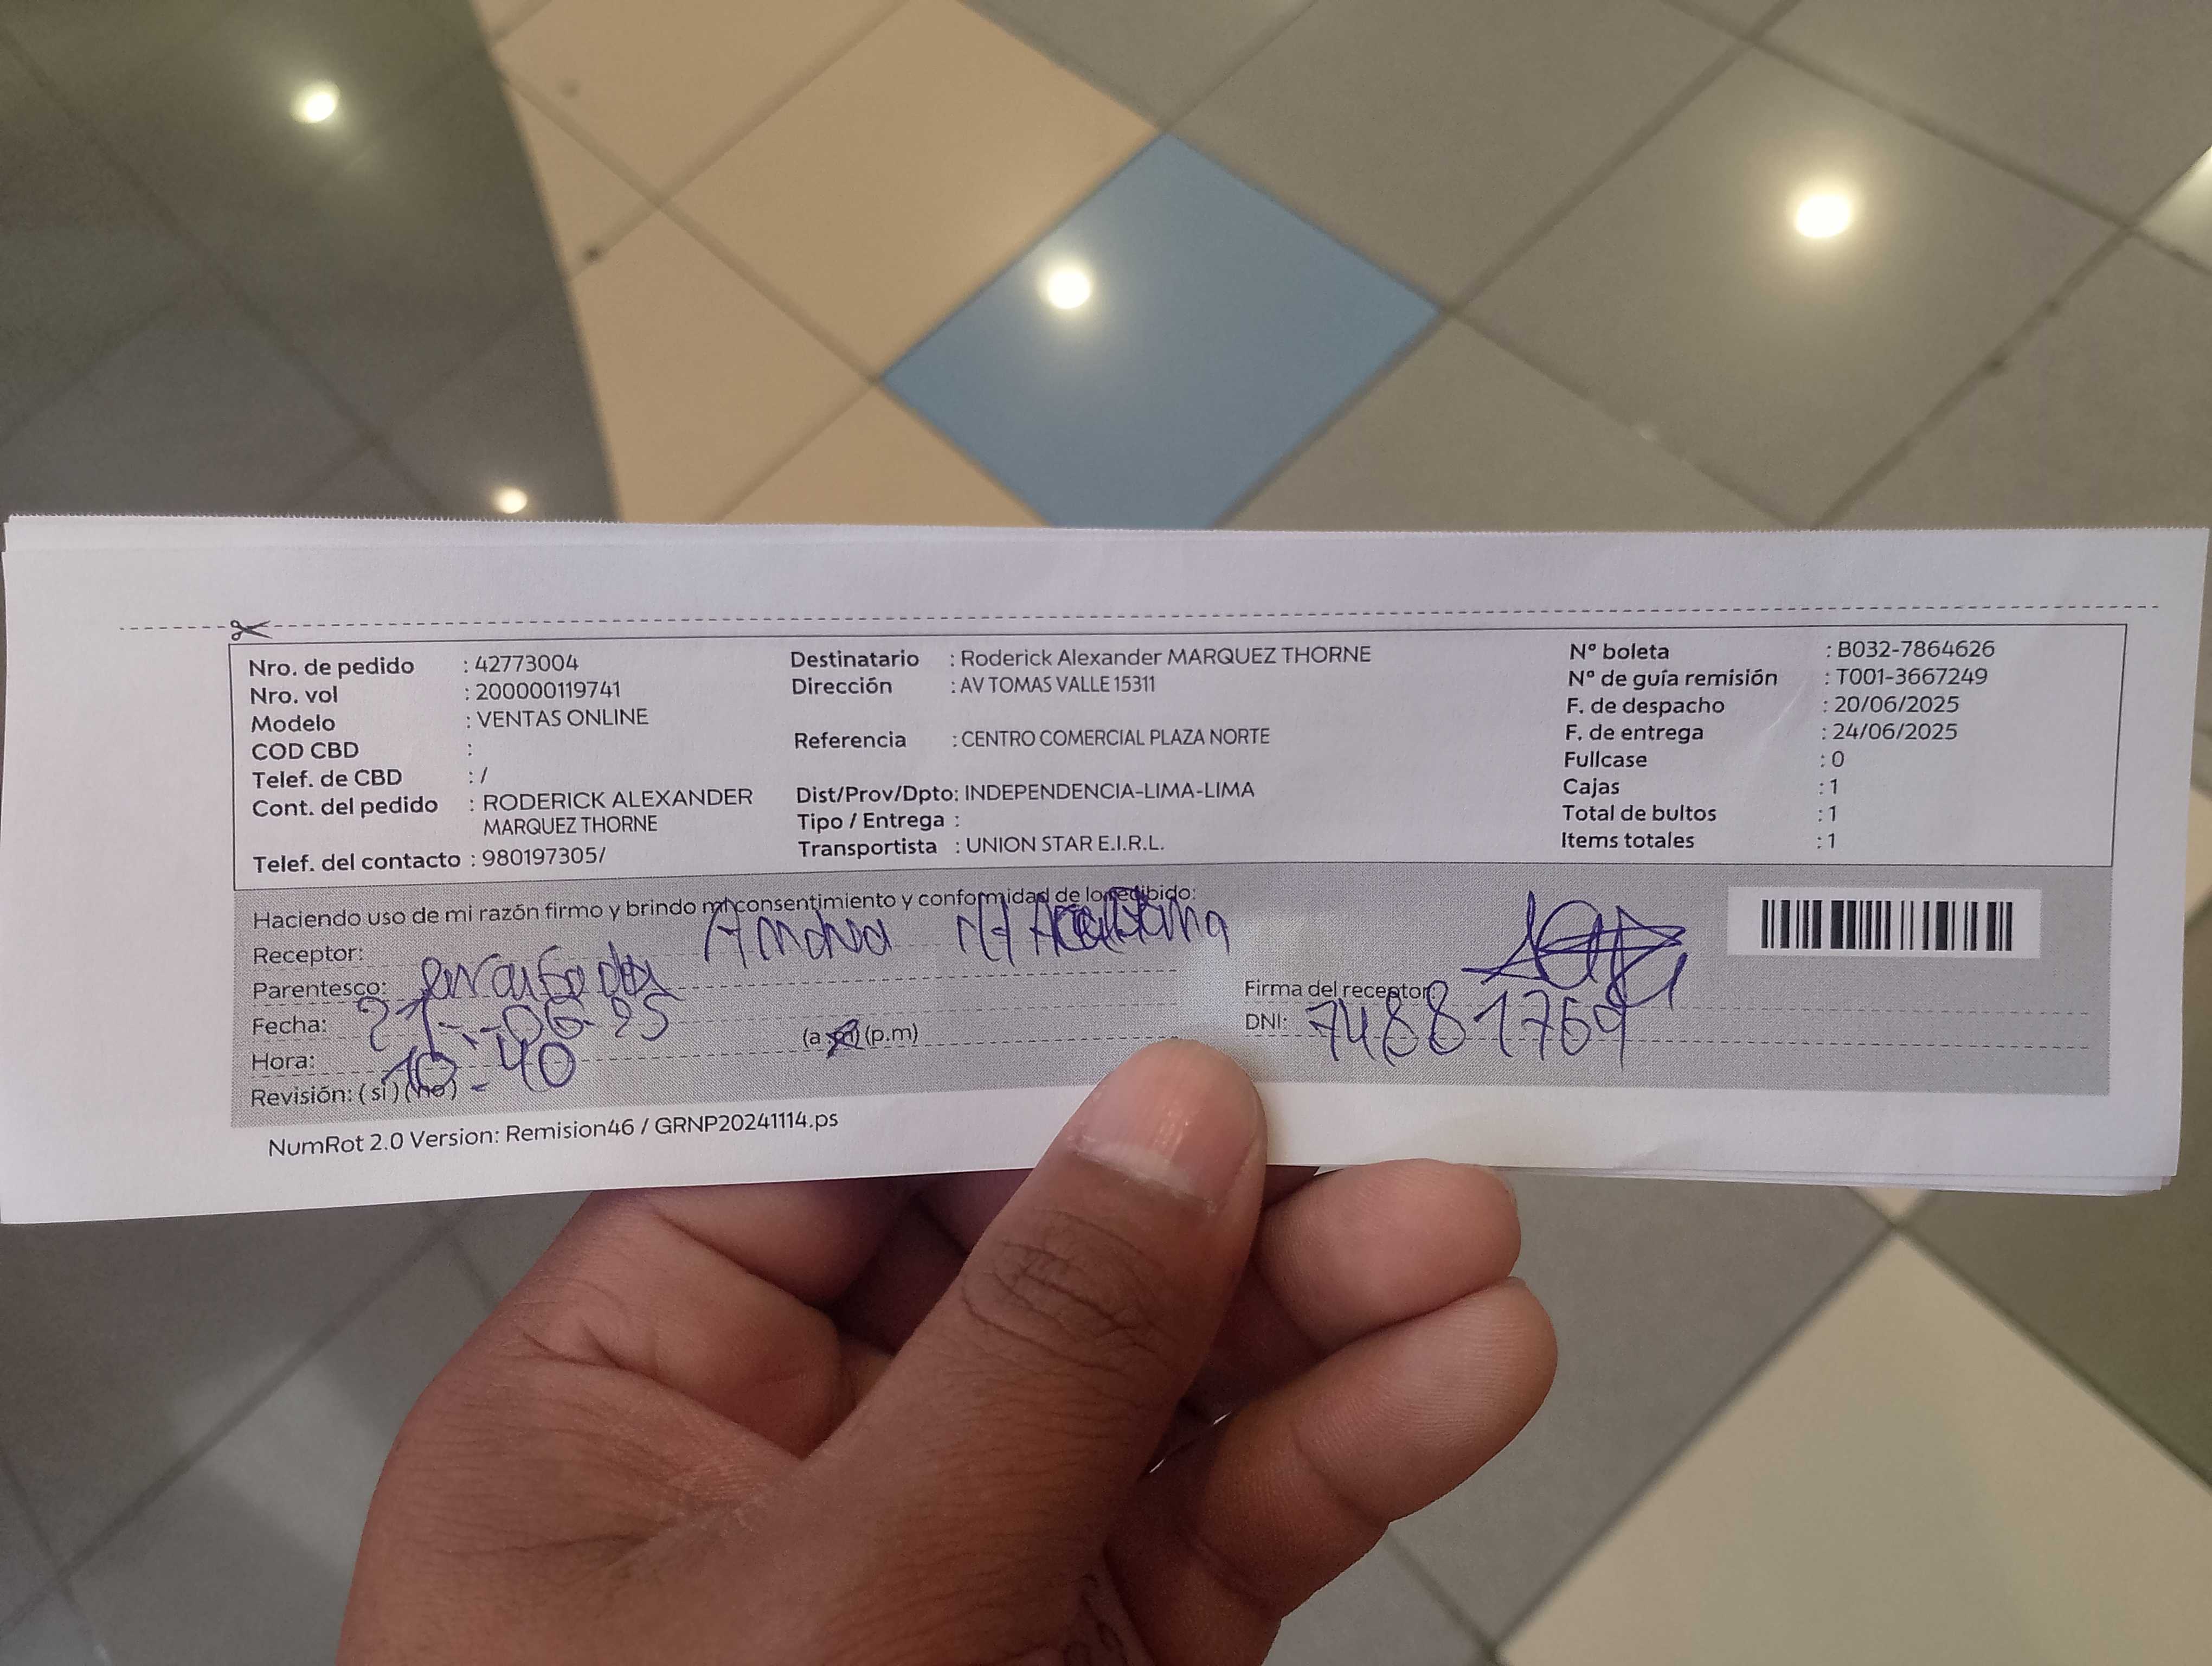 Nro. de pedido : 42773004
Nro. vol : 200000119741
Modelo : VENTAS ONLINE
COD CBD :
Telef. de CBD : /
Cont. del pedido : RODERICK ALEXANDER
MARQUEZ THORNE
Telef. del contacto : 980197305/
Destinatario : Roderick Alexander MARQUEZ THORNE
Dirección : AV TOMAS VALLE 15311
Referencia : CENTRO COMERCIAL PLAZA NORTE
Dist/Prov/Dpto: INDEPENDENCIA-LIMA-LIMA
Tipo / Entrega :
Transportista : UNION STAR E.I.R.L.
Nº boleta : B032-7864626
Nº de guía remisión : T001-3667249
F. de despacho : 20/06/2025
F. de entrega : 24/06/2025
Fullcase : 0
Cajas : 1
Total de bultos : 1
Items totales : 1
Haciendo uso de mi razón firmo y brindo mi consentimiento y conformidad de lo recibido:
Receptor:
Parentesco:
Fecha: 21-06-25
Hora: 10-40 (a.m) (p.m)
Revisión: (si) (no)
Firma del receptor
DNI: 74881769
NumRot 2.0 Version: Remision46 / GRNP20241114.ps